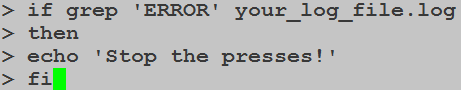 > if grep 'ERROR' your_log_file.log
> then
> echo 'Stop the presses!'
> fi